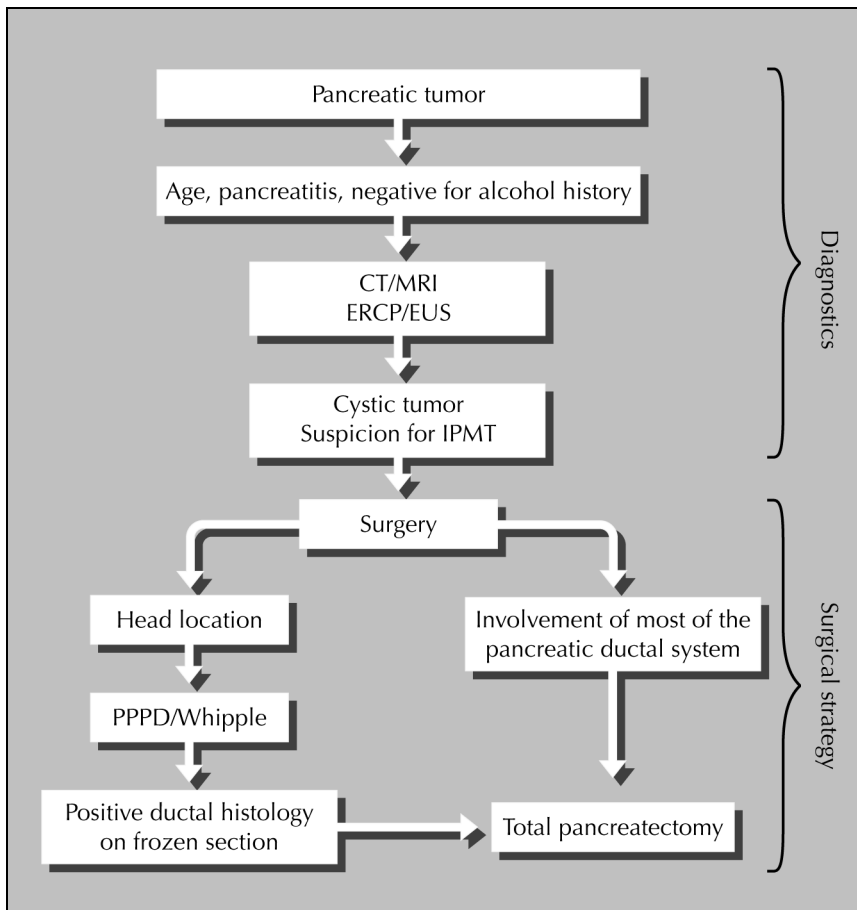 Pancreatic tumor
Age, pancreatitis, negative for alcohol history
CT/MRI
ERCP/EUS
Cystic tumor
Suspicion for IPMT
Diagnostics
Surgery
Head location
Involvement of most of the
pancreatic ductal system
PPPD/Whipple
Positive ductal histology
on frozen section
Total pancreatectomy
Surgical strategy